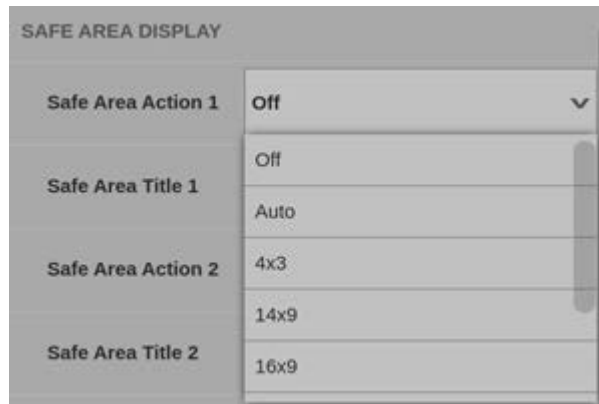 SAFE AREA DISPLAY
Safe Area Action 1 Off
Off
Safe Area Title 1
Auto
Safe Area Action 2 4x3
14x9
Safe Area Title 2 16x9